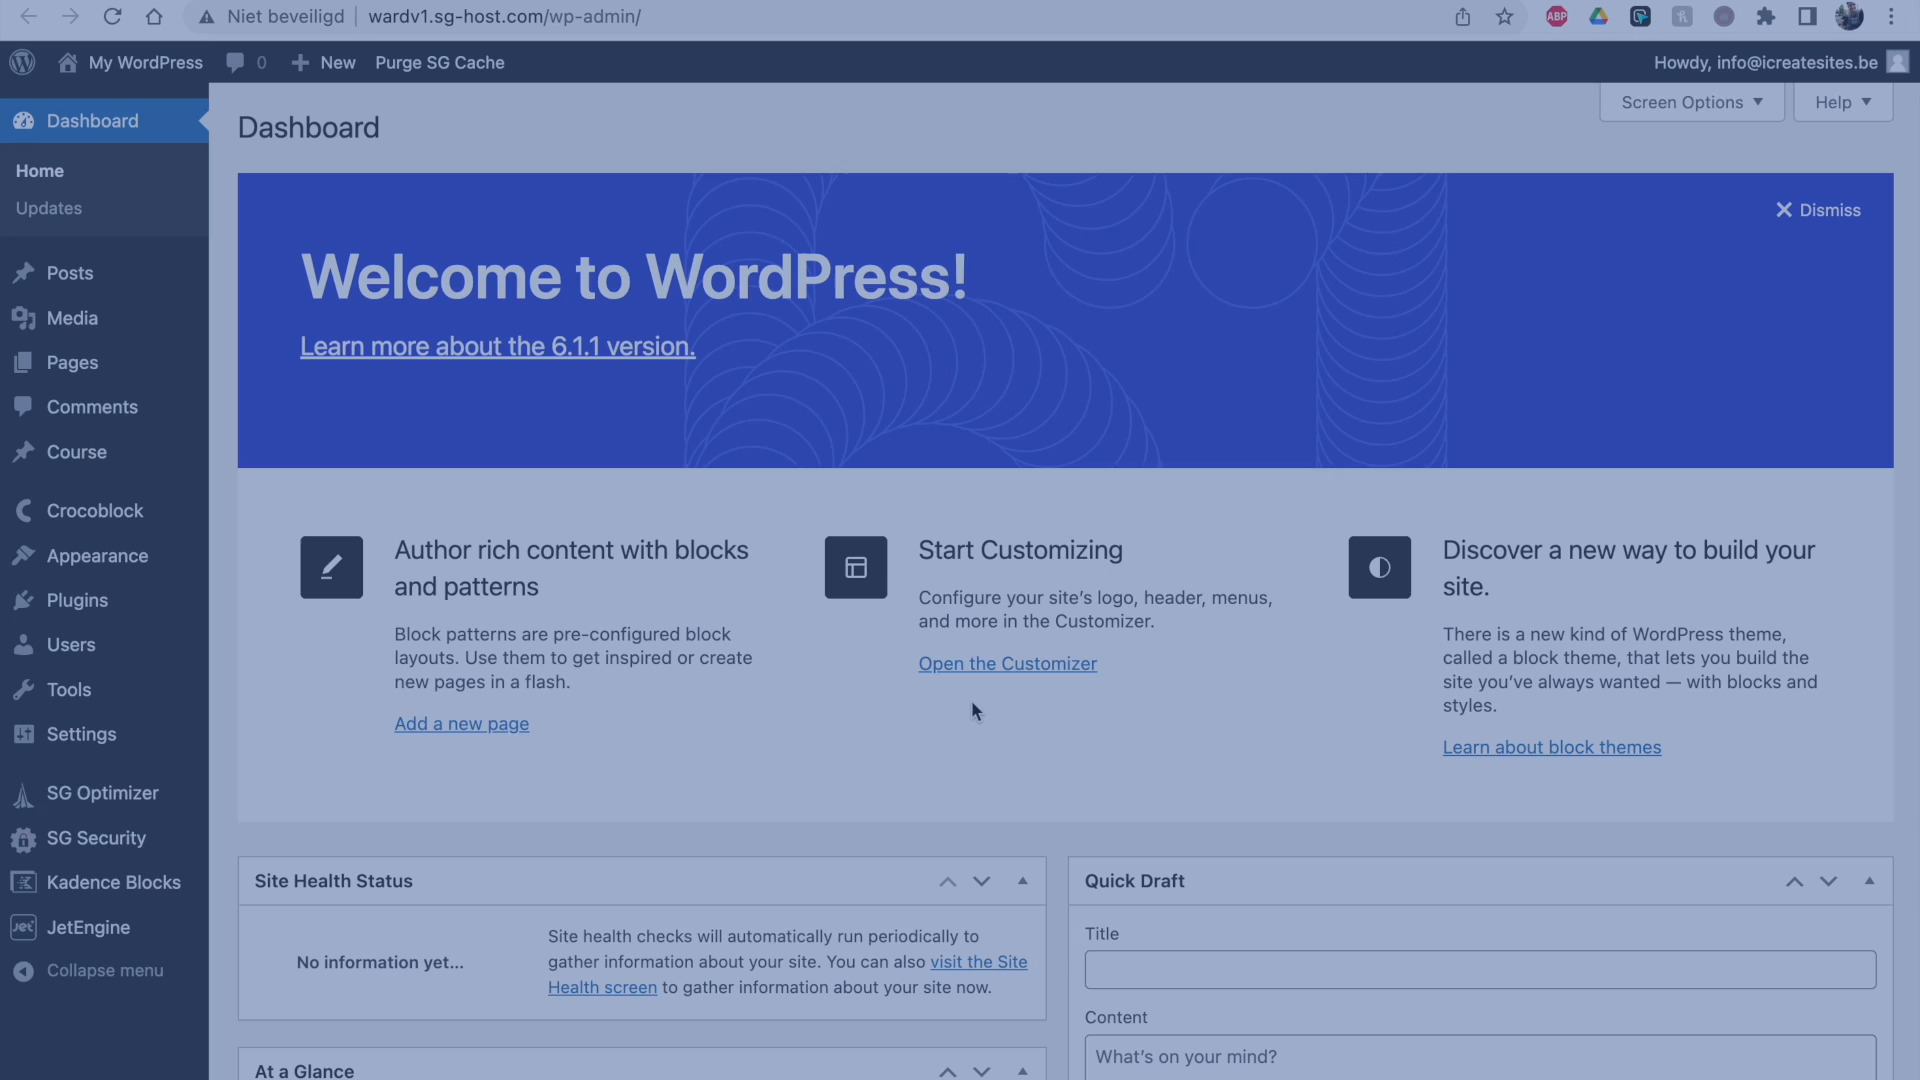 Niet beveiligd | wardv1.sg-host.com/wp-admin/
ABP
My WordPress 0 New Purge SG Cache Howdy, info@icreatesites.be
Dashboard
Home
Updates
Posts
Media
Pages
Comments
Course
Crocoblock
Appearance
Plugins
Users
Tools
Settings
SG Optimizer
SG Security
Kadence Blocks
Jet JetEngine
Collapse menu
Screen Options Help
Dashboard
Dismiss
Welcome to WordPress!
Learn more about the 6.1.1 version.
Author rich content with blocks
and patterns
Block patterns are pre-configured block
layouts. Use them to get inspired or create
new pages in a flash.
Add a new page
Start Customizing
Configure your site's logo, header, menus,
and more in the Customizer.
Open the Customizer
Discover a new way to build your
site.
There is a new kind of WordPress theme,
called a block theme, that lets you build the
site you've always wanted — with blocks and
styles.
Learn about block themes
Site Health Status
No information yet...
Site health checks will automatically run periodically to
gather information about your site. You can also visit the Site
Health screen to gather information about your site now.
At a Glance
Quick Draft
Title
Content
What's on your mind?